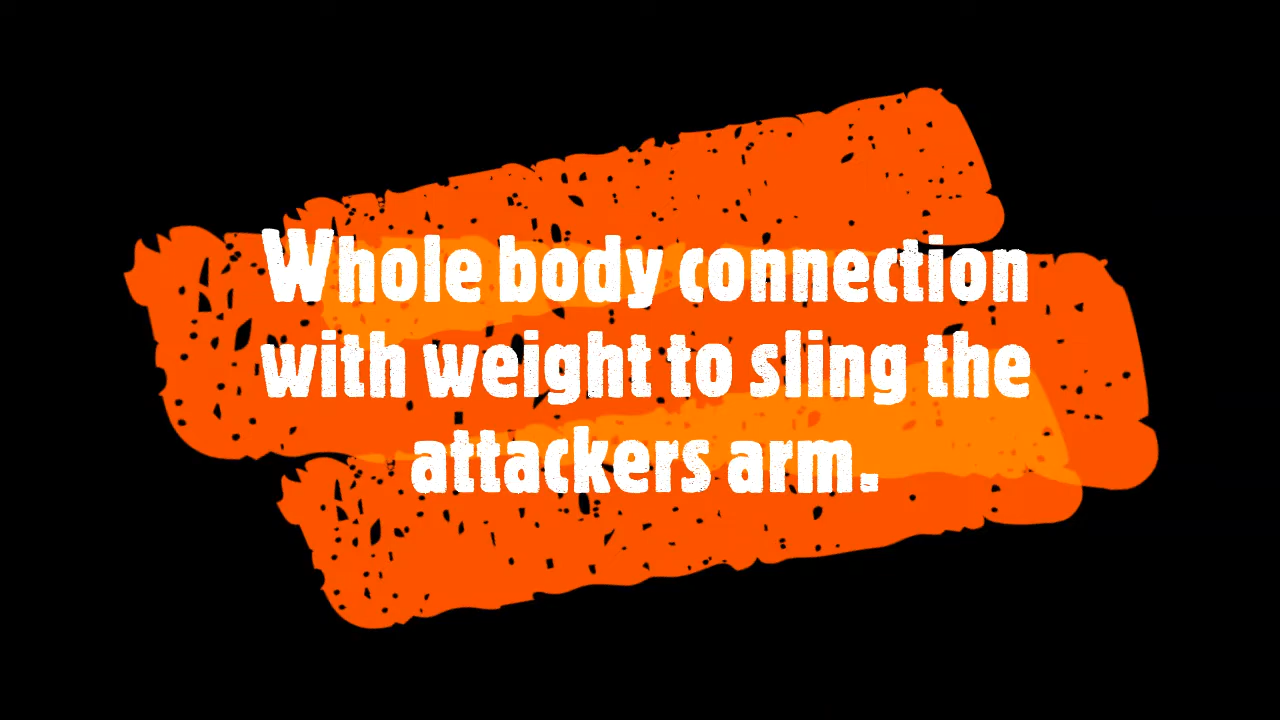 Whole body connection
with weight to sling the
attackers arm.